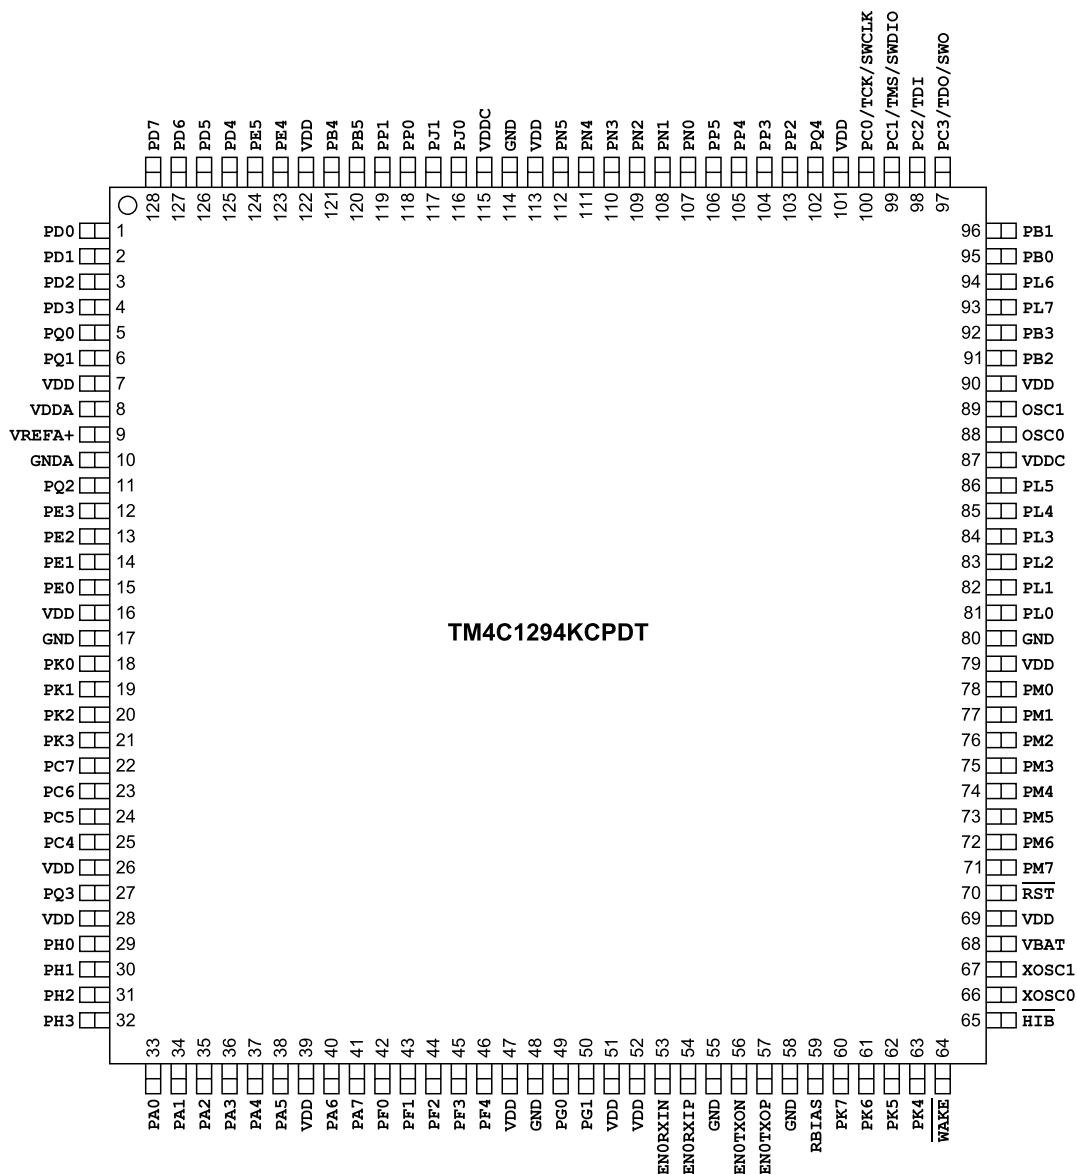 PD7 PD6 PD5 PD4 PE5 PE4 VDD PB4 PB5 PP1 PP0 PJ1 PJ0 VDDC GND VDD PN5 PN4 PN3 PN2 PN1 PN0 PP5 PP4 PP3 PP2 PQ4 VDD PC0/TCK/SWCLK PC1/TMS/SWDIO PC2/TDI PC3/TDO/SWO
128 127 126 125 124 123 122 121 120 119 118 117 116 115 114 113 112 111 110 109 108 107 106 105 104 103 102 101 100 99 98 97
PD0 1 96 PB1
PD1 2 95 PB0
PD2 3 94 PL6
PD3 4 93 PL7
PQ0 5 92 PB3
PQ1 6 91 PB2
VDD 7 90 VDD
VDDA 8 89 OSC1
VREFA+ 9 88 OSC0
GNDA 10 87 VDDC
PQ2 11 86 PL5
PE3 12 85 PL4
PE2 13 84 PL3
PE1 14 83 PL2
PE0 15 82 PL1
VDD 16 81 PL0
TM4C1294KCPDT
GND 17 80 GND
PK0 18 79 VDD
PK1 19 78 PM0
PK2 20 77 PM1
PK3 21 76 PM2
PC7 22 75 PM3
PC6 23 74 PM4
PC5 24 73 PM5
PC4 25 72 PM6
VDD 26 71 PM7
PQ3 27 70 RST
VDD 28 69 VDD
PH0 29 68 VBAT
PH1 30 67 XOSC1
PH2 31 66 XOSC0
PH3 32 65 HIB
33 34 35 36 37 38 39 40 41 42 43 44 45 46 47 48 49 50 51 52 53 54 55 56 57 58 59 60 61 62 63 64
PA0 PA1 PA2 PA3 PA4 PA5 VDD PA6 PA7 PF0 PF1 PF2 PF3 PF4 VDD GND PG0 PG1 VDD VDD EN0RXIN EN0RXIP GND EN0TXON EN0TXOP GND RBIAS PK7 PK6 PK5 PK4 WAKE